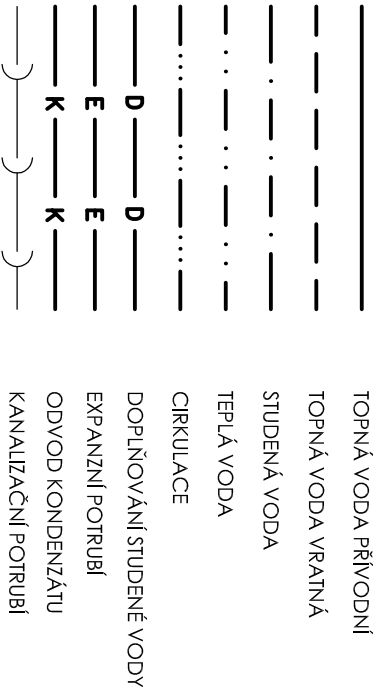 TOPNÁ VODA PŘÍVODNÍ
TOPNÁ VODA VRATNÁ
STUDENÁ VODA
TEPLÁ VODA
CIRKULACE
D D DOPLŇOVÁNÍ STUDENÉ VODY
E E EXPANZNÍ POTRUBÍ
K K ODVOD KONDENZÁTU
KANALIZAČNÍ POTRUBÍ